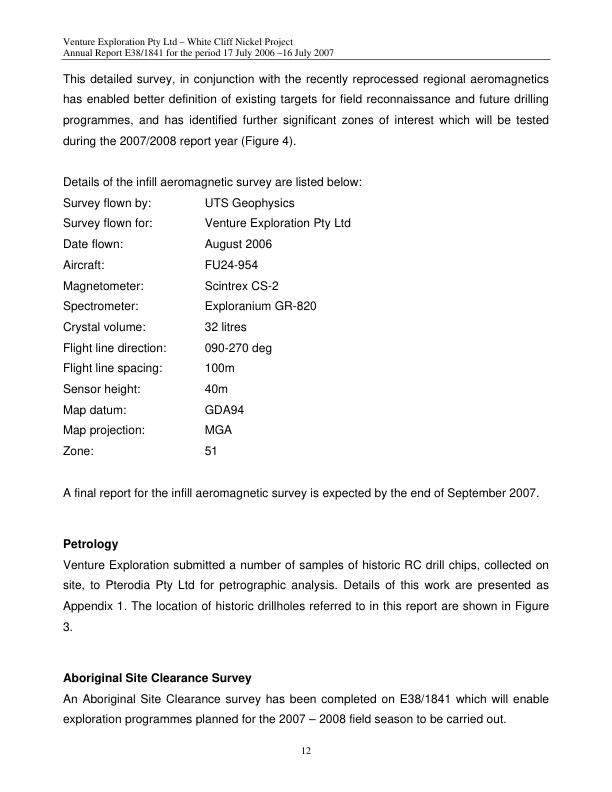 Venture Exploration Pty Ltd – White Cliff Nickel Project
Annual Report E38/1841 for the period 17 July 2006 –16 July 2007
This detailed survey, in conjunction with the recently reprocessed regional aeromagnetics
has enabled better definition of existing targets for field reconnaissance and future drilling
programmes, and has identified further significant zones of interest which will be tested
during the 2007/2008 report year (Figure 4).
Details of the infill aeromagnetic survey are listed below:
Survey flown by: UTS Geophysics
Survey flown for: Venture Exploration Pty Ltd
Date flown: August 2006
Aircraft: FU24-954
Magnetometer: Scintrex CS-2
Spectrometer: Exploranium GR-820
Crystal volume: 32 litres
Flight line direction: 090-270 deg
Flight line spacing: 100m
Sensor height: 40m
Map datum: GDA94
Map projection: MGA
Zone: 51
A final report for the infill aeromagnetic survey is expected by the end of September 2007.
Petrology
Venture Exploration submitted a number of samples of historic RC drill chips, collected on
site, to Pterodia Pty Ltd for petrographic analysis. Details of this work are presented as
Appendix 1. The location of historic drillholes referred to in this report are shown in Figure
3.
Aboriginal Site Clearance Survey
An Aboriginal Site Clearance survey has been completed on E38/1841 which will enable
exploration programmes planned for the 2007 – 2008 field season to be carried out.
12